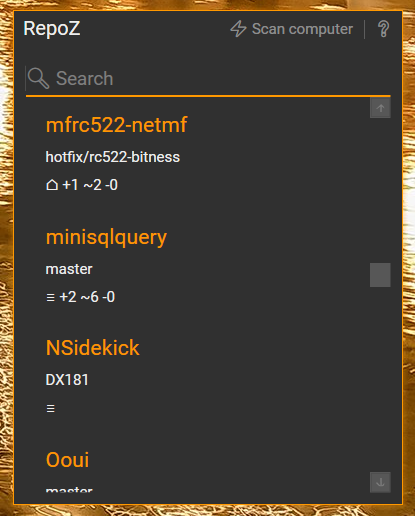 RepoZ
Scan computer
Search
mfrc522-netmf
hotfix/rc522-bitness
⌂ +1 ~2 -0
minisqlquery
master
≡ +2 ~6 -0
NSidekick
DX181
≡
Ooui
master